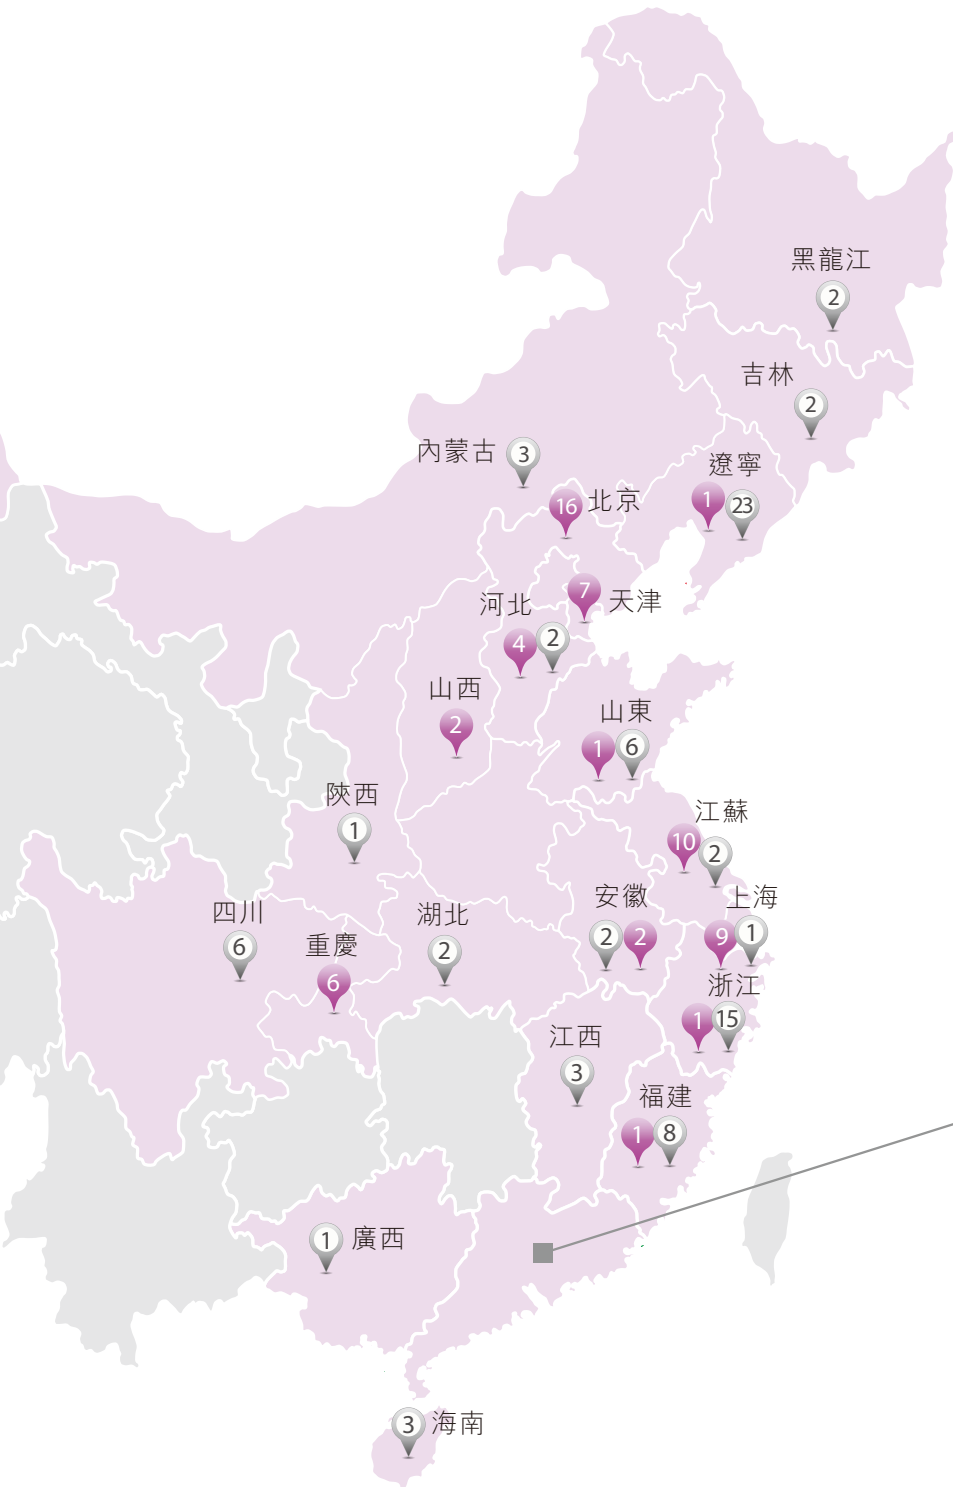 黑龍江
2
吉林
2
內蒙古
3
遼寧
1
23
16
北京
7
天津
河北
4
2
山西
2
山東
1
6
陝西
1
江蘇
10
2
安徽
2
2
上海
9
1
四川
6
重慶
6
湖北
2
浙江
1
15
江西
3
福建
1
8
1
廣西
3
海南